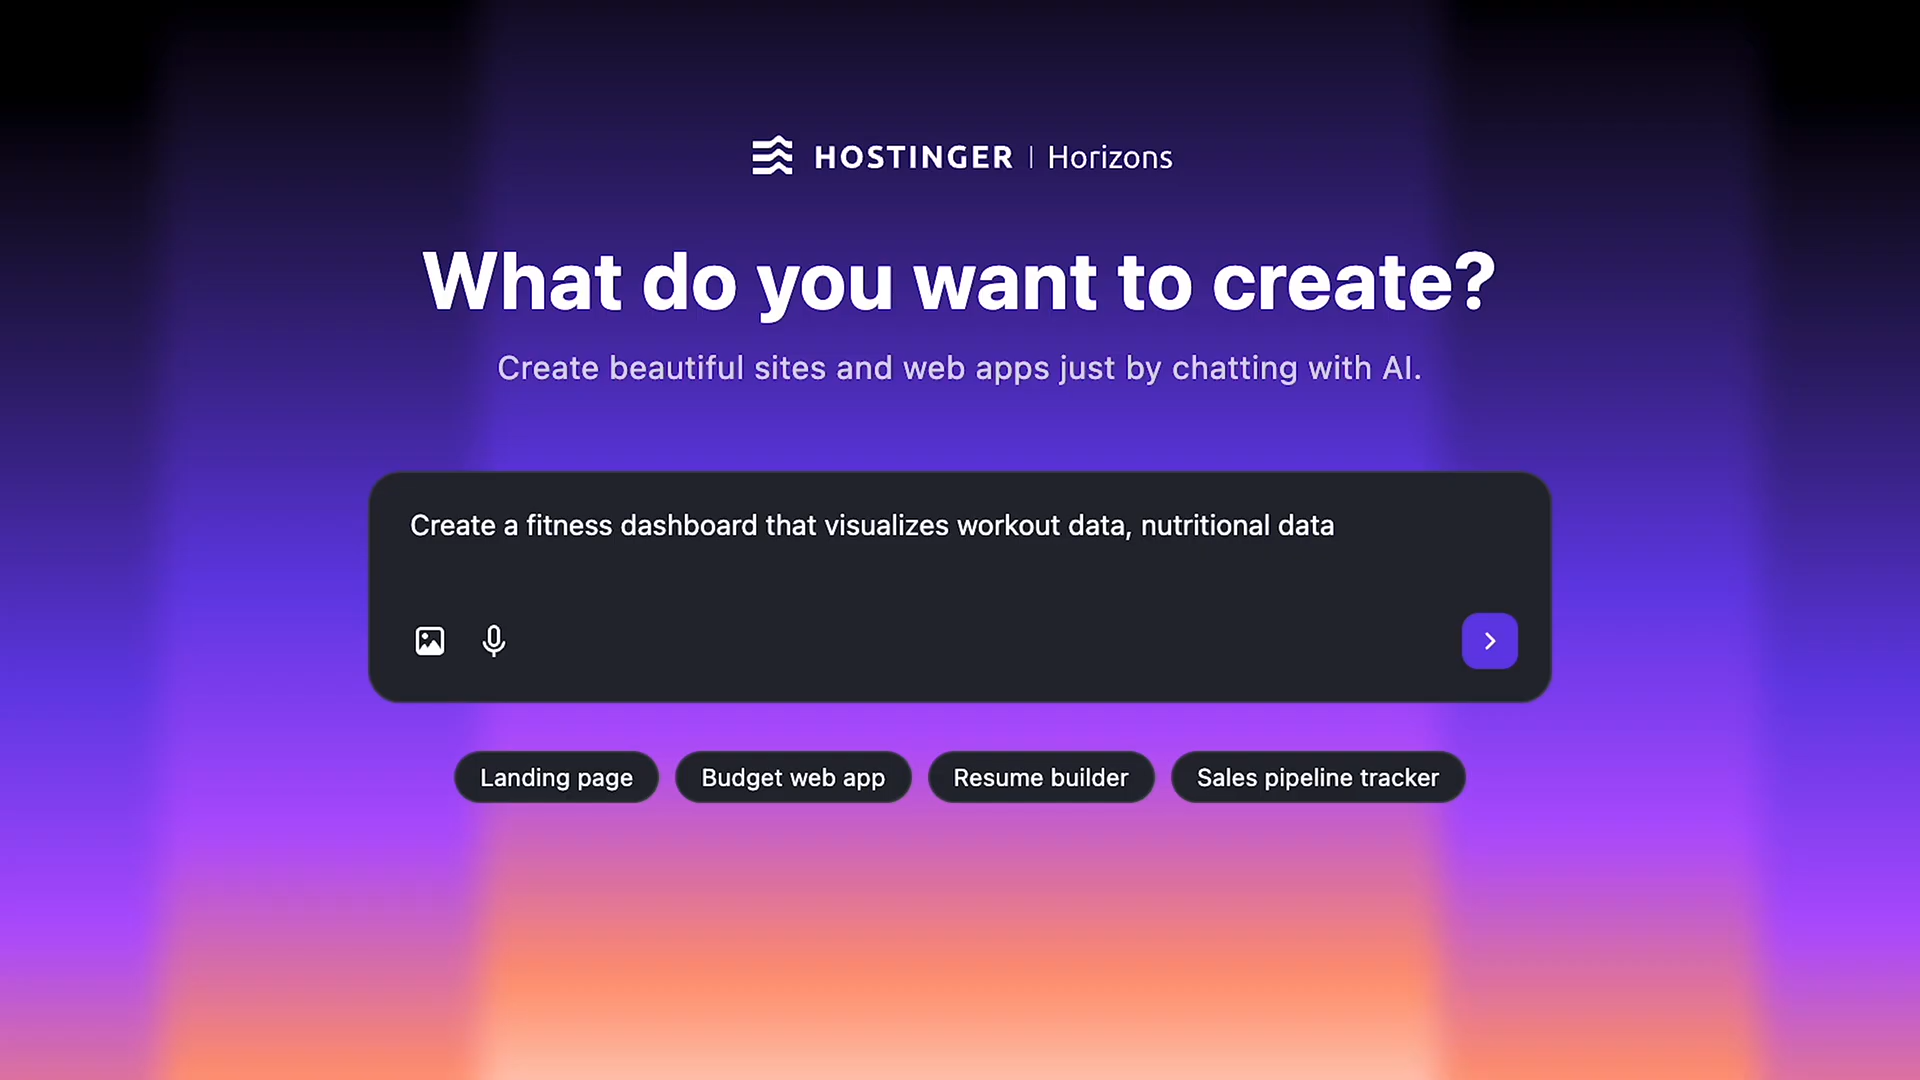 HOSTINGER | Horizons
What do you want to create?
Create beautiful sites and web apps just by chatting with AI.
Create a fitness dashboard that visualizes workout data, nutritional data
Landing page
Budget web app
Resume builder
Sales pipeline tracker